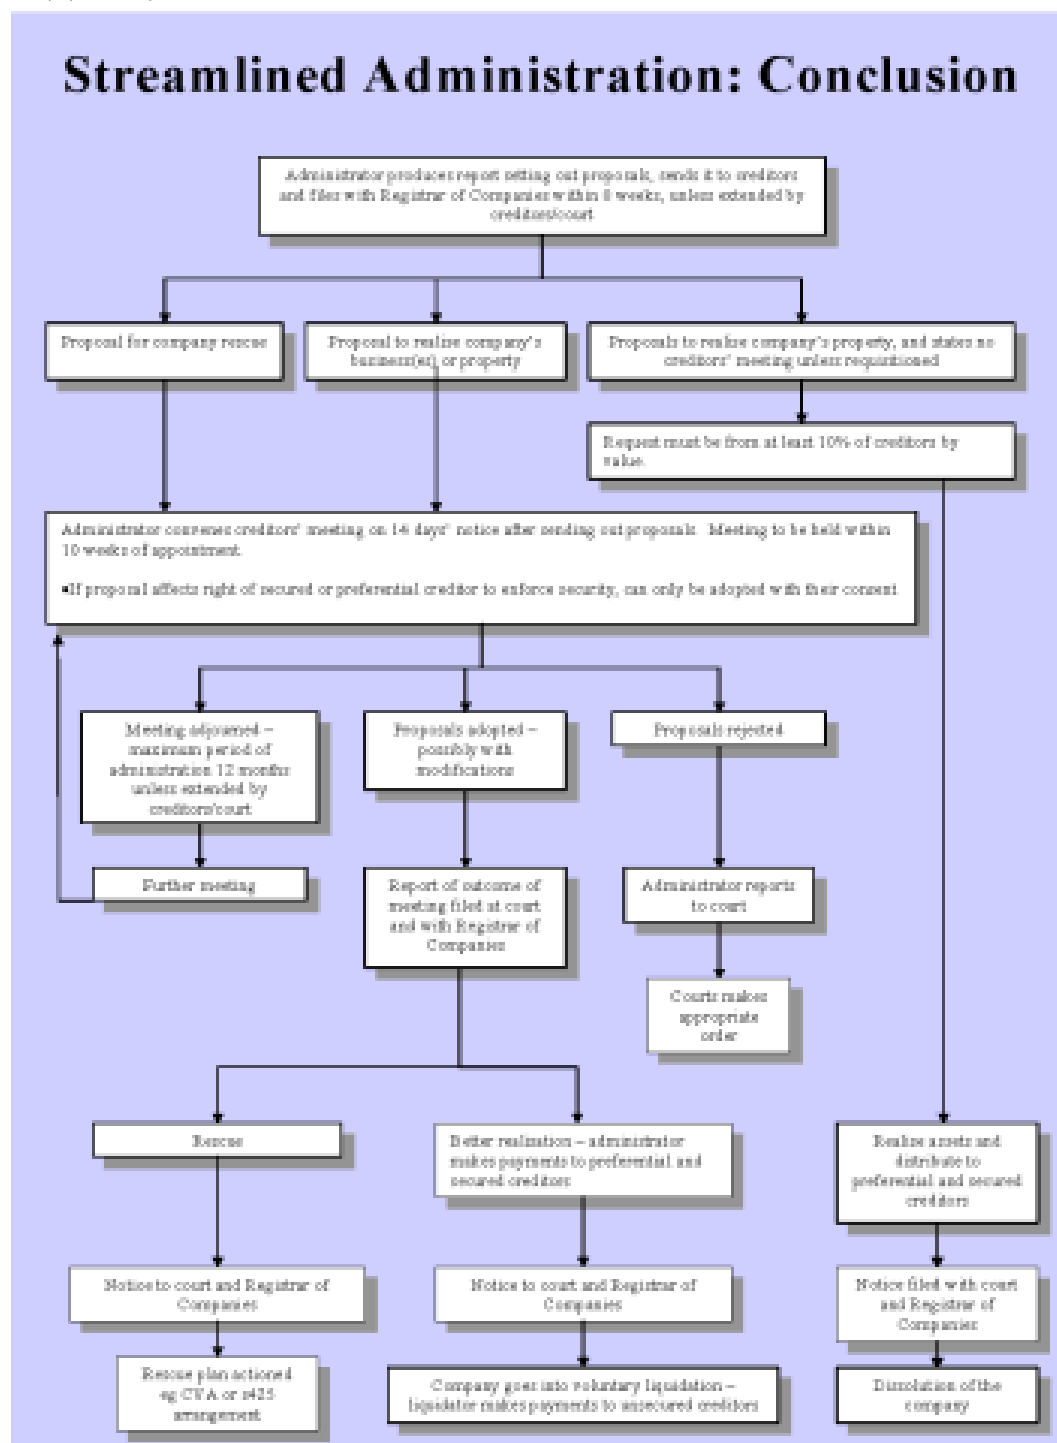 Streamlined Administration: Conclusion
Administrator produces report setting out proposals, sends it to creditors
and files with Registrar of Companies within 8 weeks, unless extended by
creditors/court
Proposal for company rescue
Proposal to realise company's
business(es) or property
Proposals to realise company's property, and states no
creditors' meeting unless requisitioned
Request must be from at least 10% of creditors by
value.
Administrator convenes creditors' meeting on 14 days' notice after sending out proposals. Meeting to be held within
10 weeks of appointment.
•If proposal affects right of secured or preferential creditor to enforce security, can only be adopted with their consent
Meeting adjourned –
maximum period of
administration 12 months
unless extended by
creditors/court
Proposals adopted –
possibly with
modifications
Proposals rejected
Further meeting
Report of outcome of
meeting filed at court
and with Registrar of
Companies
Administrator reports
to court
Courts makes
appropriate
order
Rescue
Better realisation – administrator
makes payments to preferential and
secured creditors
Realise assets and
distribute to
preferential and secured
creditors
Notice to court and Registrar of
Companies
Notice to court and Registrar of
Companies
Notice filed with court
and Registrar of
Companies
Rescue plan actioned
eg CVA or s425
arrangement
Company goes into voluntary liquidation –
liquidator makes payments to unsecured creditors
Dissolution of the
company